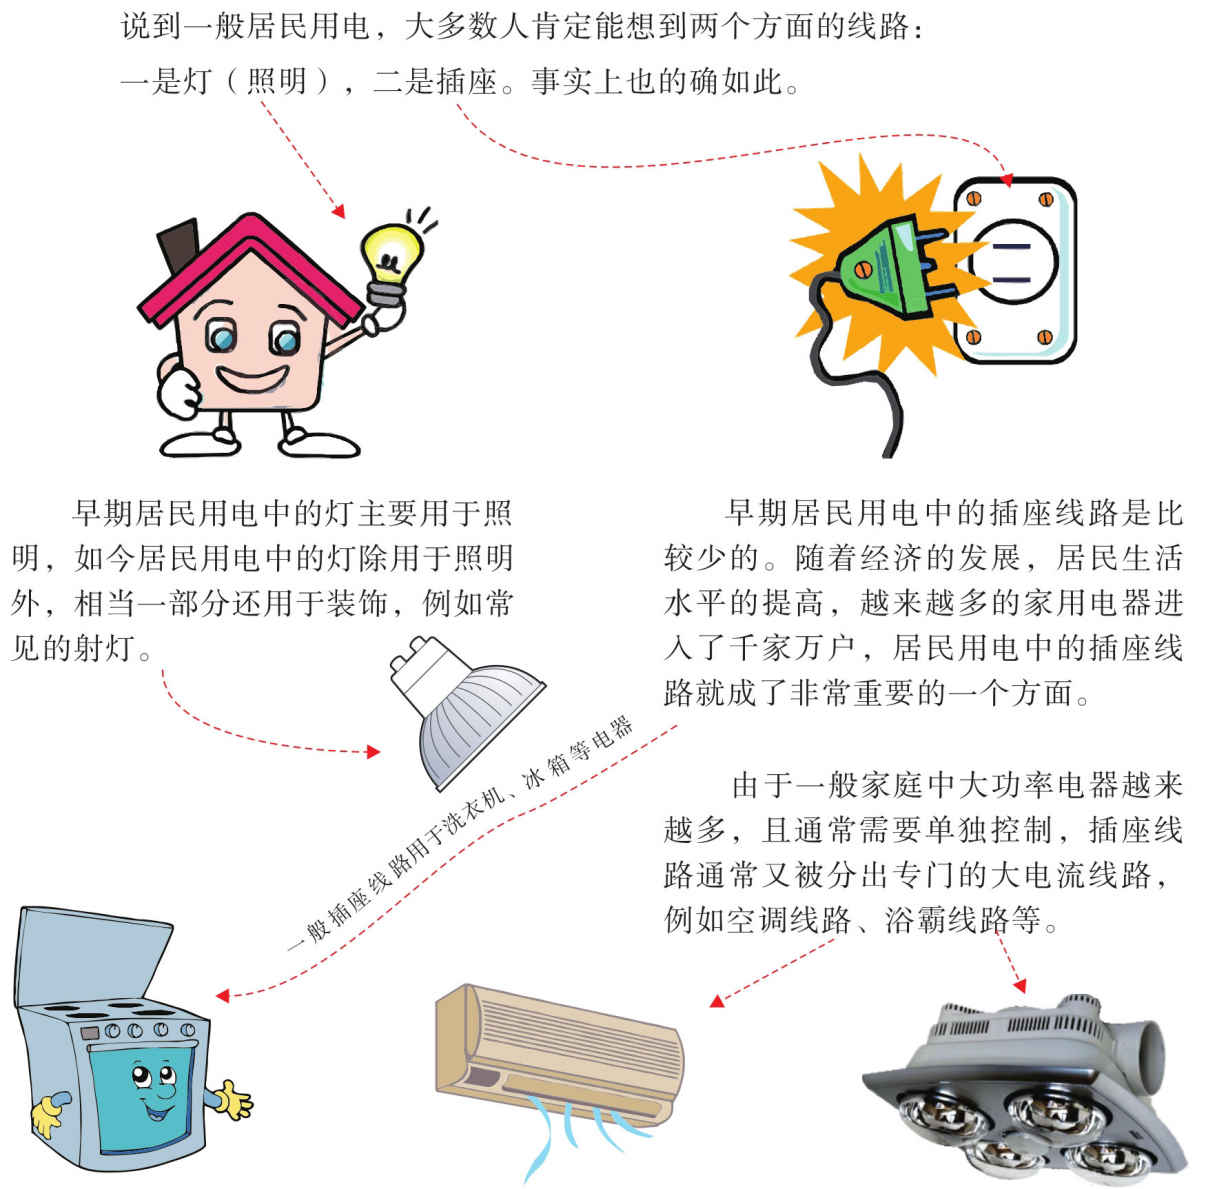 说到一般居民用电，大多数人肯定能想到两个方面的线路：
一是灯（照明），二是插座。事实上也的确如此。
早期居民用电中的灯主要用于照
明，如今居民用电中的灯除用于照明
外，相当一部分还用于装饰，例如常
见的射灯。
早期居民用电中的插座线路是比
较少的。随着经济的发展，居民生活
水平的提高，越来越多的家用电器进
入了千家万户，居民用电中的插座线
路就成了非常重要的一个方面。
一般插座线路用于洗衣机、冰箱等电器
由于一般家庭中大功率电器越来
越多，且通常需要单独控制，插座线
路通常又被分出专门的大电流线路，
例如空调线路、浴霸线路等。